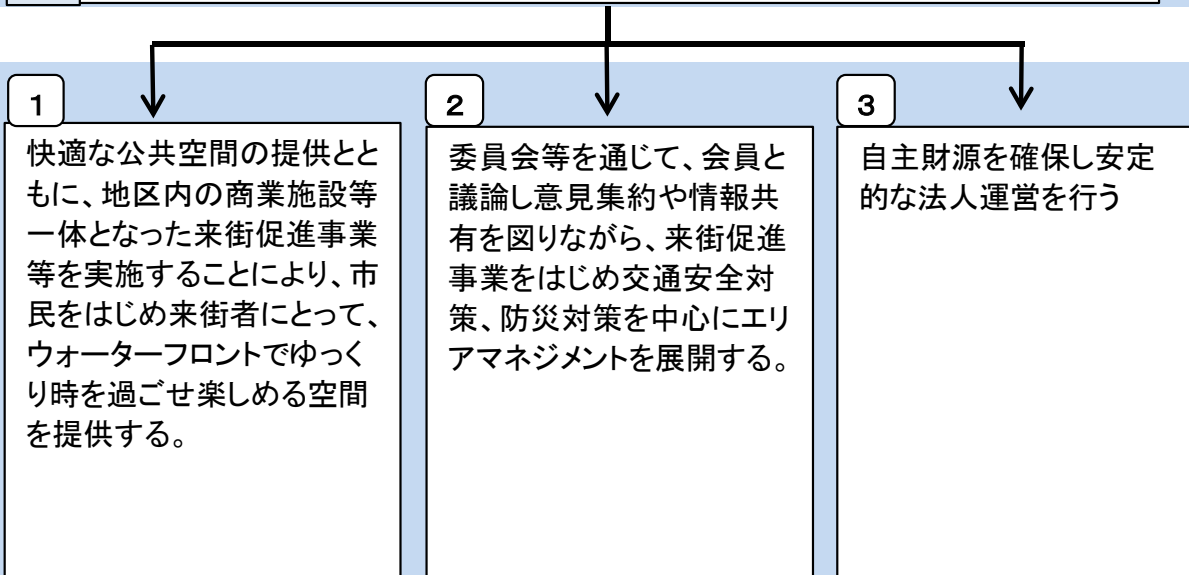 1
快適な公共空間の提供とと
もに、地区内の商業施設等
一体となった来街促進事業
等を実施することにより、市
民をはじめ来街者にとって、
ウォーターフロントでゆっく
り時を過ごせ楽しめる空間
を提供する。
2
委員会等を通じて、会員と
議論し意見集約や情報共
有を図りながら、来街促進
事業をはじめ交通安全対
策、防災対策を中心にエリ
アマネジメントを展開する。
3
自主財源を確保し安定
的な法人運営を行う